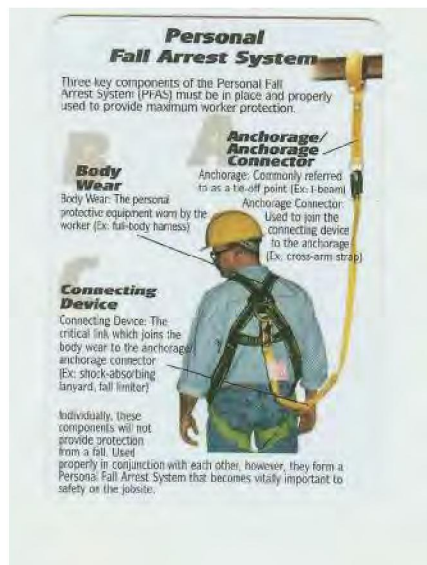 Personal
Fall Arrest System
Three key components of the Personal Fall
Arrest System (PFAS) must be in place and properly
used to provide maximum worker protection.
A
Anchorage/
Anchorage
Connector
Anchorage: Commonly referred
to as a tie-off point (Ex: I-beam)
Anchorage Connector:
Used to join the
connecting device
to the anchorage
(Ex: cross-arm strap)
B
Body
Wear
Body Wear: The personal
protective equipment worn by the
worker (Ex: full-body harness)
C
Connecting
Device
Connecting Device: The
critical link which joins the
body wear to the anchorage/
anchorage connector
(Ex: shock-absorbing
lanyard, fall limiter)
Individually, these
components will not
provide protection
from a fall. Used
properly in conjunction with each other, however, they form a
Personal Fall Arrest System that becomes vitally important to
safety on the jobsite.